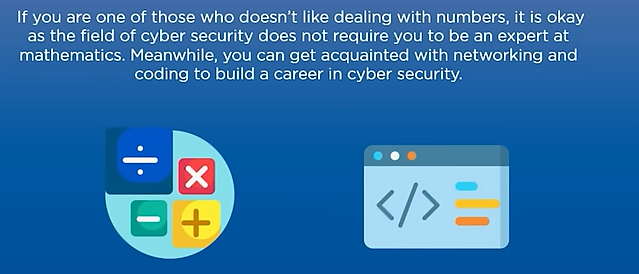 If you are one of those who doesn't like dealing with numbers, it is okay
as the field of cyber security does not require you to be an expert at
mathematics. Meanwhile, you can get acquainted with networking and
coding to build a career in cyber security.